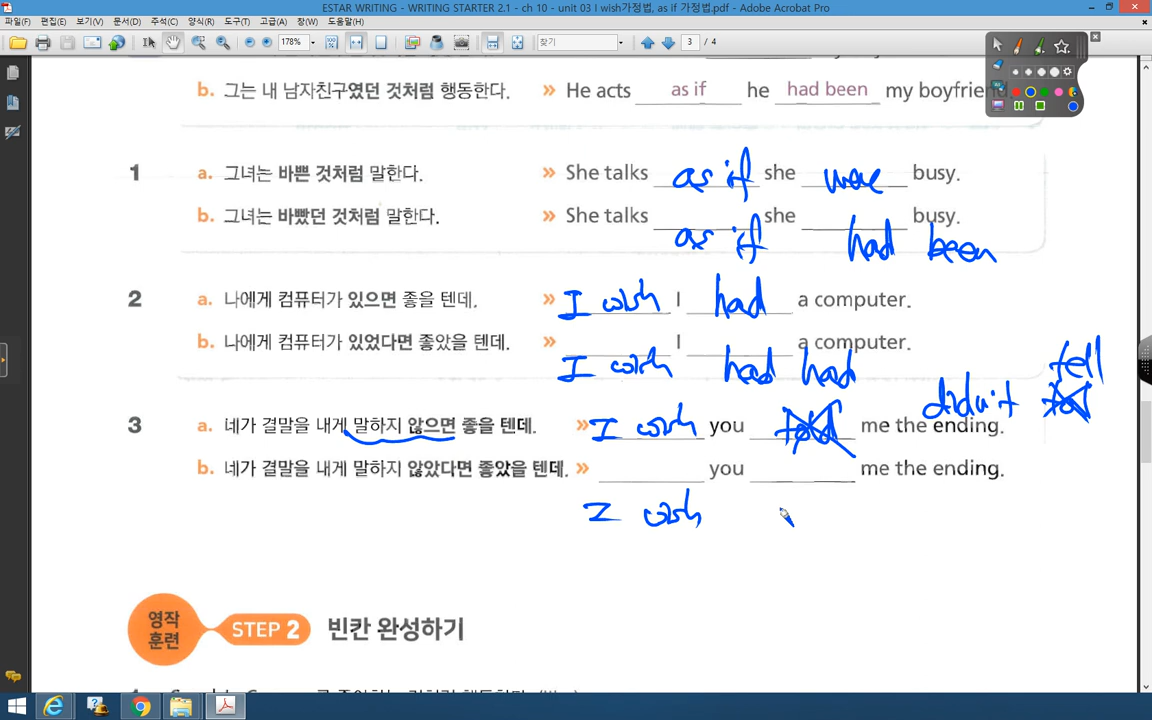 ESTAR WRITING - WRITING STARTER 2.1 - ch 10 - unit 03 I wish가정법, as if 가정법.pdf - Adobe Acrobat Pro
파일(F) 편집(E) 보기(V) 문서(D) 주석(C) 양식(R) 도구(T) 고급(A) 창(W) 도움말(H)
178% 찾기 3 / 4
b. 그는 내 남자친구였던 것처럼 행동한다. » He acts as if he had been my boyfrien
1 a. 그녀는 바쁜 것처럼 말한다. » She talks as if she were busy.
b. 그녀는 바빴던 것처럼 말한다. » She talks she busy.
as if had been
2 a. 나에게 컴퓨터가 있으면 좋을 텐데. » I wish I had a computer.
b. 나에게 컴퓨터가 있었다면 좋았을 텐데. » I a computer.
I wish had had
tell
didn't
3 a. 네가 결말을 내게 말하지 않으면 좋을 텐데. » I wish you told me the ending.
b. 네가 결말을 내게 말하지 않았다면 좋았을 텐데. » you me the ending.
I wish
영작
훈련
STEP 2 빈칸 완성하기